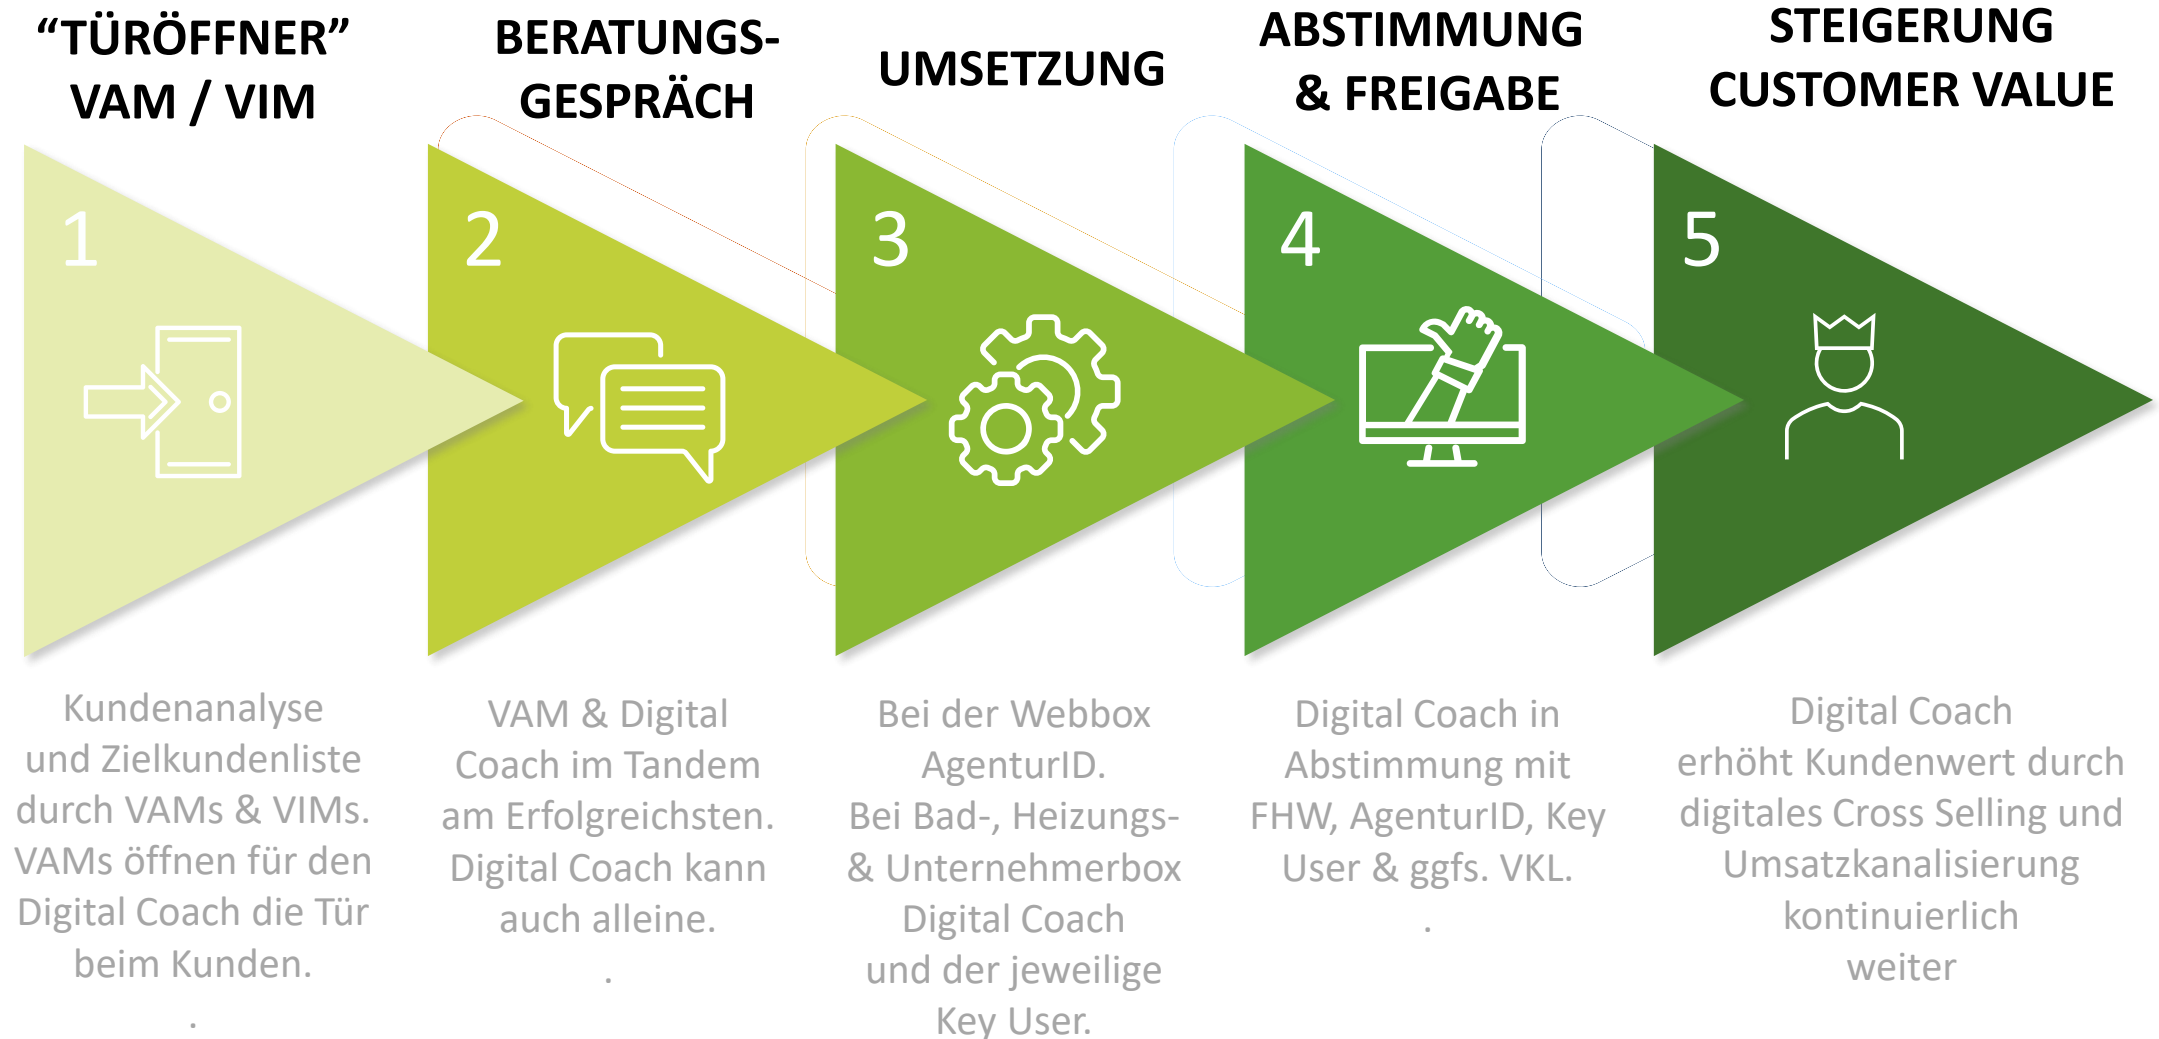 “TÜRÖFFNER”
VAM / VIM
BERATUNGS-
GESPRÄCH
UMSETZUNG
ABSTIMMUNG
& FREIGABE
STEIGERUNG
CUSTOMER VALUE
1
2
3
4
5
Kundenanalyse
und Zielkundenliste
durch VAMs & VIMs.
VAMs öffnen für den
Digital Coach die Tür
beim Kunden.
.
VAM & Digital
Coach im Tandem
am Erfolgreichsten.
Digital Coach kann
auch alleine.
.
Bei der Webbox
AgenturID.
Bei Bad-, Heizungs-
& Unternehmerbox
Digital Coach
und der jeweilige
Key User.
Digital Coach in
Abstimmung mit
FHW, AgenturID, Key
User & ggfs. VKL.
.
Digital Coach
erhöht Kundenwert durch
digitales Cross Selling und
Umsatzkanalisierung
kontinuierlich
weiter